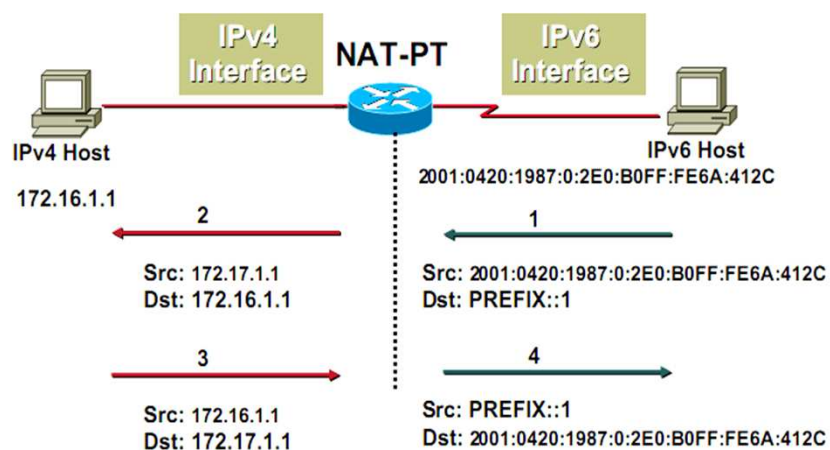 IPv4
Interface
NAT-PT
IPv6
Interface
IPv4 Host
IPv6 Host
172.16.1.1
2001:0420:1987:0:2E0:B0FF:FE6A:412C
2
1
Src: 172.17.1.1
Dst: 172.16.1.1
Src: 2001:0420:1987:0:2E0:B0FF:FE6A:412C
Dst: PREFIX::1
3
4
Src: 172.16.1.1
Dst: 172.17.1.1
Src: PREFIX::1
Dst: 2001:0420:1987:0:2E0:B0FF:FE6A:412C